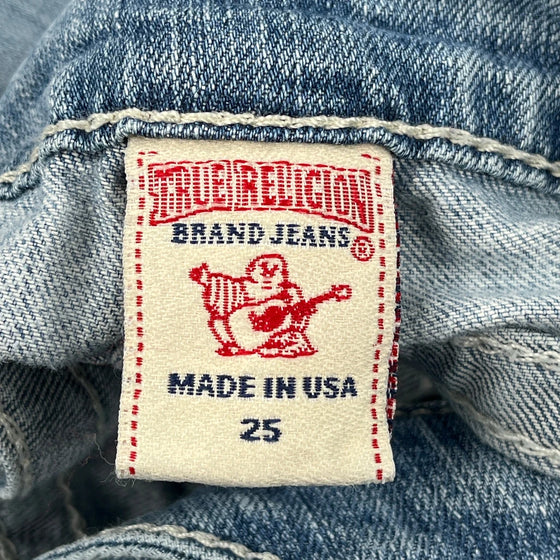 TRUE RELIGION
BRAND JEANS®
MADE IN USA
25